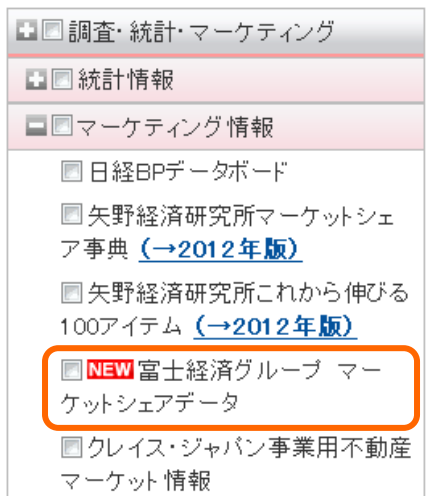 調査・統計・マーケティング
統計情報
マーケティング情報
日経BPデータボード
矢野経済研究所マーケットシェ
ア事典 (→2012年版)
矢野経済研究所これから伸びる
100アイテム (→2012年版)
NEW 富士経済グループ マー
ケットシェアデータ
クレイス・ジャパン事業用不動産
マーケット情報